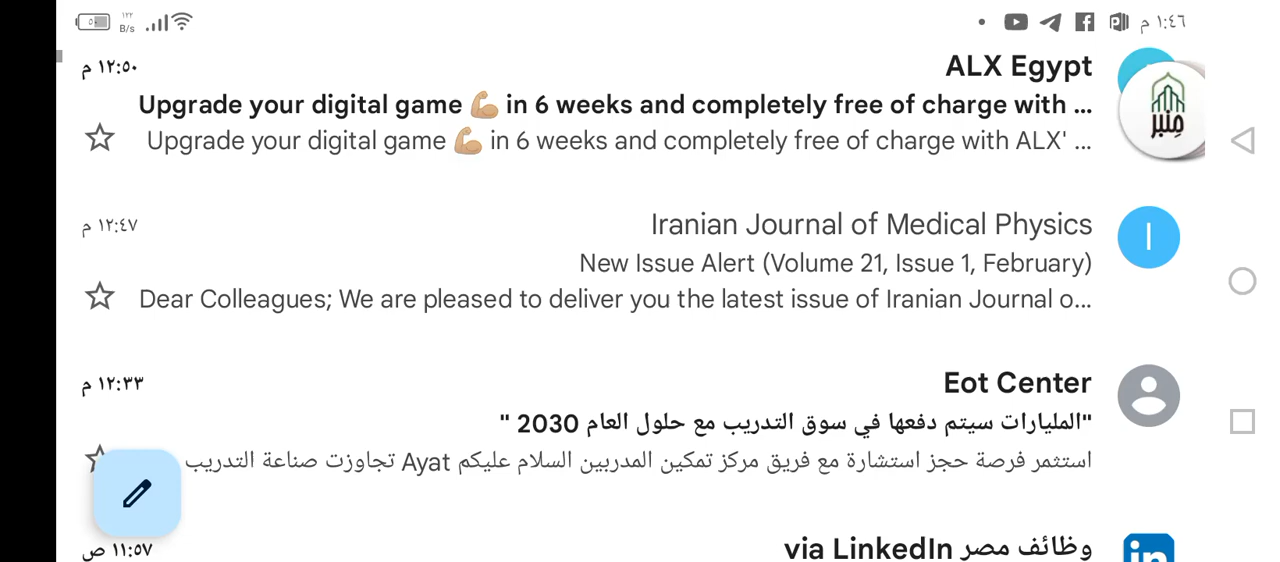 ١:٤٦ م
١٢٢ B/s
ALX Egypt
١٢:٥٠ م
Upgrade your digital game 💪🏼 in 6 weeks and completely free of charge with ...
Upgrade your digital game 💪🏼 in 6 weeks and completely free of charge with ALX' ...
منبر
Iranian Journal of Medical Physics
١٢:٤٧ م
I
New Issue Alert (Volume 21, Issue 1, February)
Dear Colleagues; We are pleased to deliver you the latest issue of Iranian Journal o...
Eot Center
١٢:٣٣ م
"المليارات سيتم دفعها في سوق التدريب مع حلول العام 2030 "
استثمر فرصة حجز استشارة مع فريق مركز تمكين المدربين السلام عليكم Ayat تجاوزت صناعة التدريب
وظائف مصر via LinkedIn
١١:٥٧ ص
in